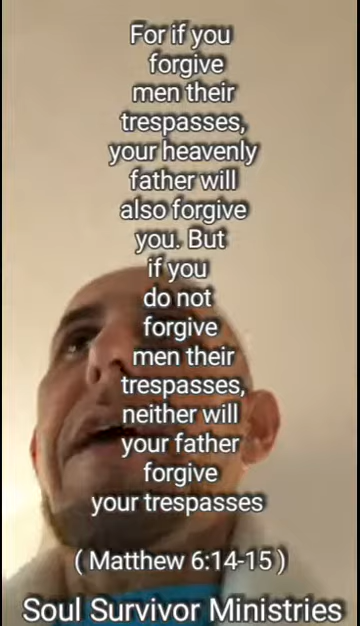 For if you
forgive
men their
trespasses,
your heavenly
father will
also forgive
you. But
if you
do not
forgive
men their
trespasses,
neither will
your father
forgive
your trespasses
( Matthew 6:14-15 )
Soul Survivor Ministries